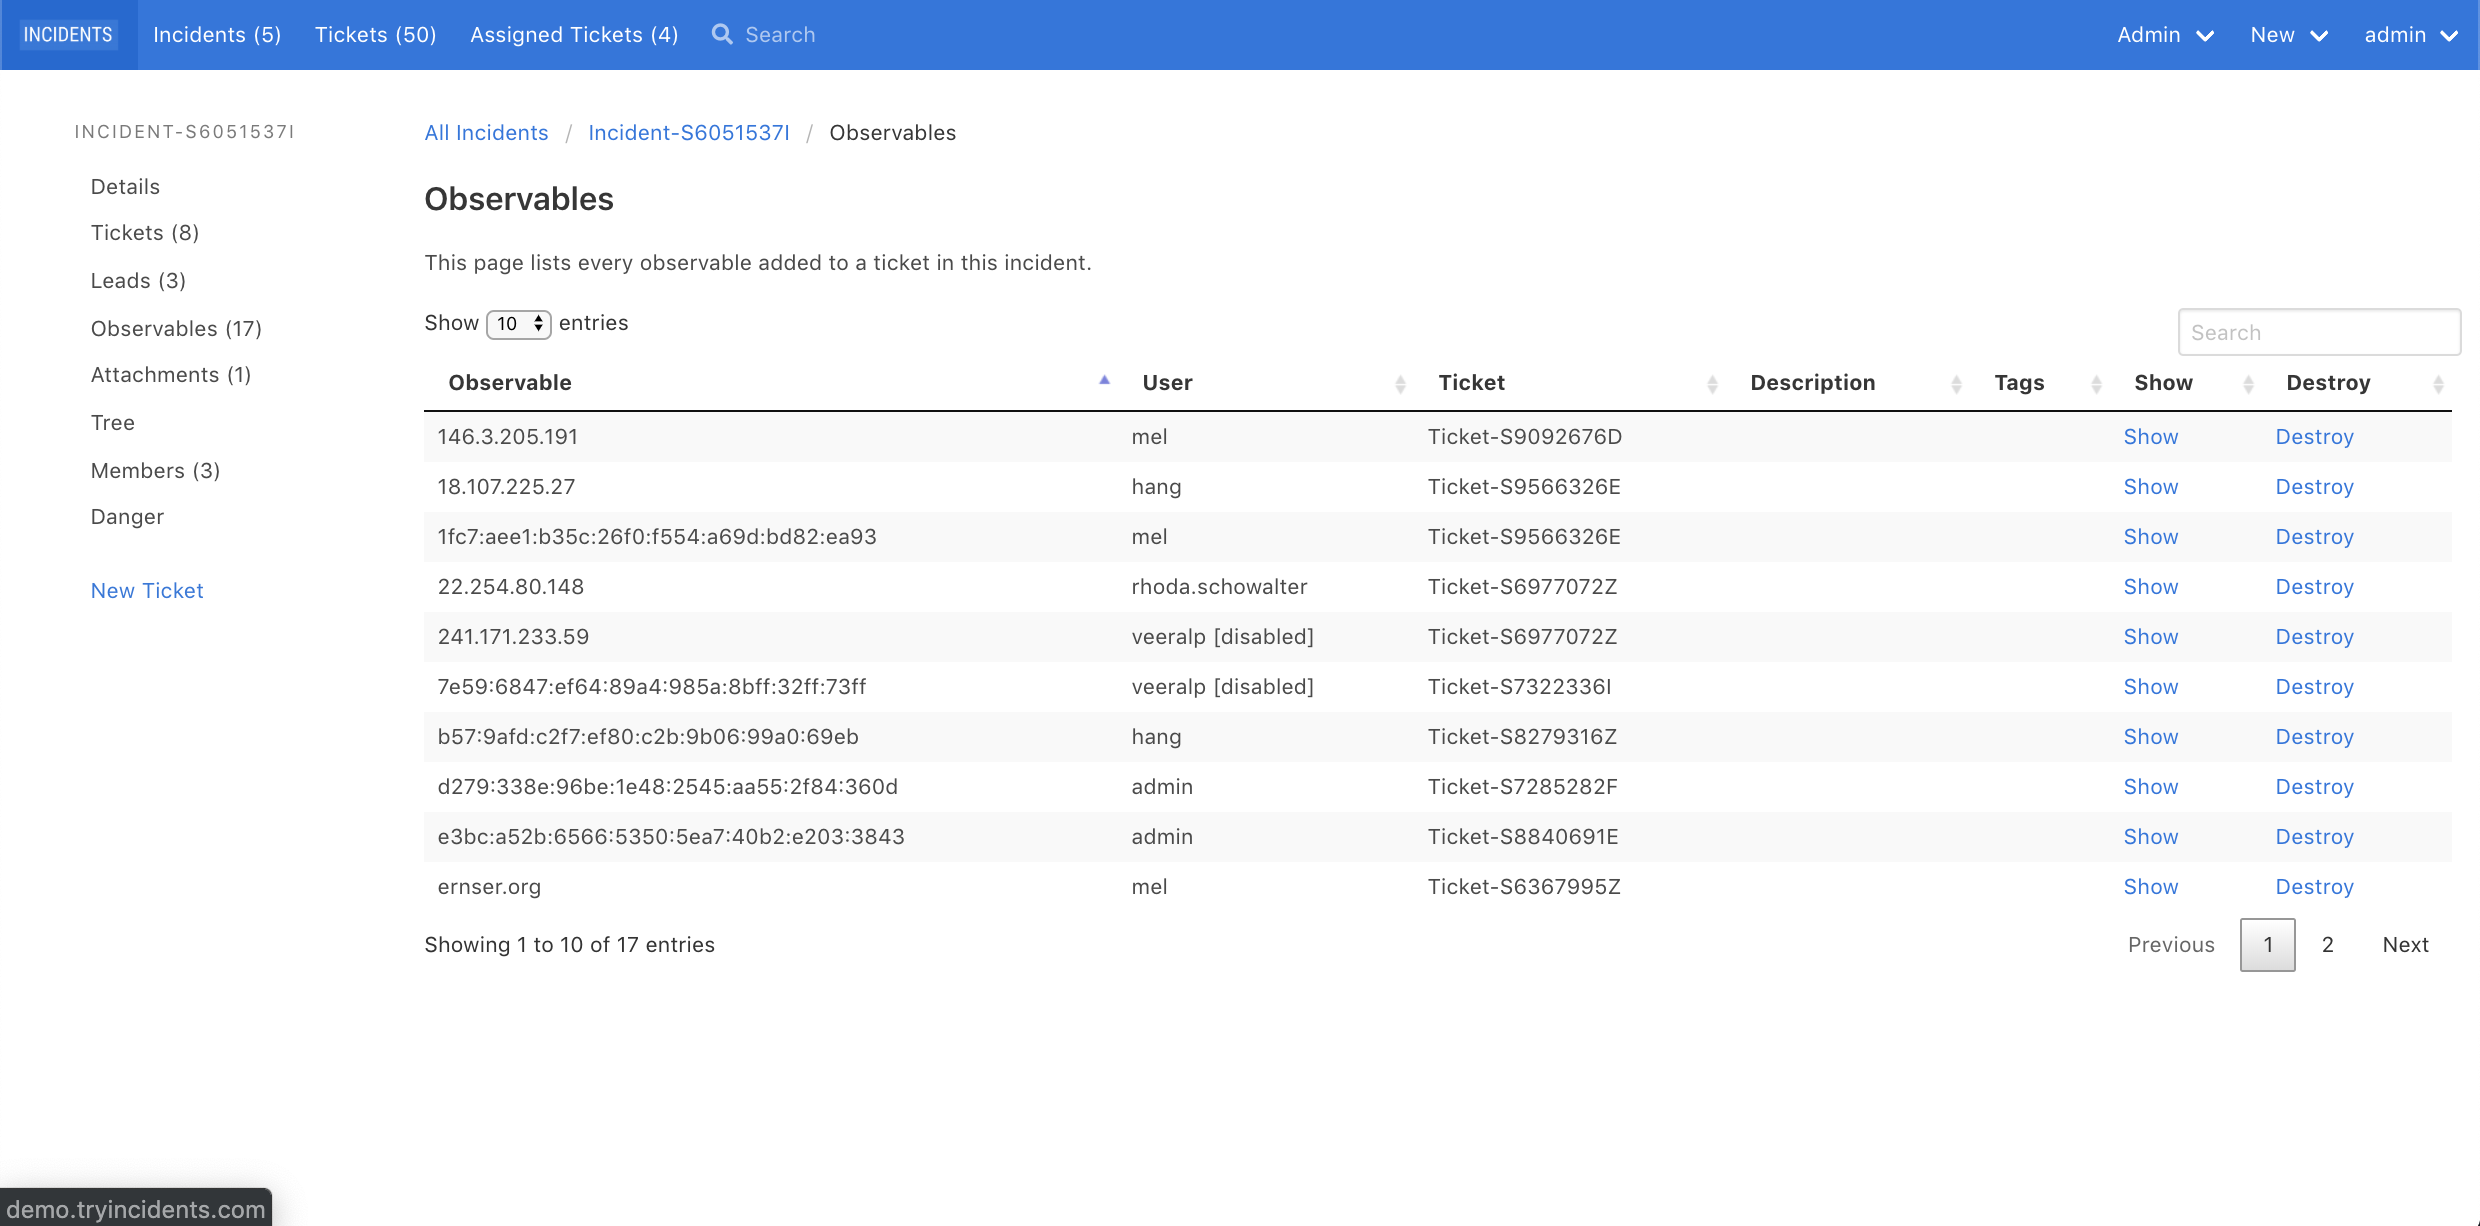 INCIDENTS Incidents (5) Tickets (50) Assigned Tickets (4) Search Admin New admin
INCIDENT-S6051537I
Details
Tickets (8)
Leads (3)
Observables (17)
Attachments (1)
Tree
Members (3)
Danger
New Ticket
All Incidents / Incident-S6051537I / Observables
Observables
This page lists every observable added to a ticket in this incident.
Show 10 entries
Search
Observable User Ticket Description Tags Show Destroy
146.3.205.191 mel Ticket-S9092676D Show Destroy
18.107.225.27 hang Ticket-S9566326E Show Destroy
1fc7:aee1:b35c:26f0:f554:a69d:bd82:ea93 mel Ticket-S9566326E Show Destroy
22.254.80.148 rhoda.schowalter Ticket-S6977072Z Show Destroy
241.171.233.59 veeralp [disabled] Ticket-S6977072Z Show Destroy
7e59:6847:ef64:89a4:985a:8bff:32ff:73ff veeralp [disabled] Ticket-S7322336I Show Destroy
b57:9afd:c2f7:ef80:c2b:9b06:99a0:69eb hang Ticket-S8279316Z Show Destroy
d279:338e:96be:1e48:2545:aa55:2f84:360d admin Ticket-S7285282F Show Destroy
e3bc:a52b:6566:5350:5ea7:40b2:e203:3843 admin Ticket-S8840691E Show Destroy
ernser.org mel Ticket-S6367995Z Show Destroy
Showing 1 to 10 of 17 entries
Previous 1 2 Next
demo.tryincidents.com